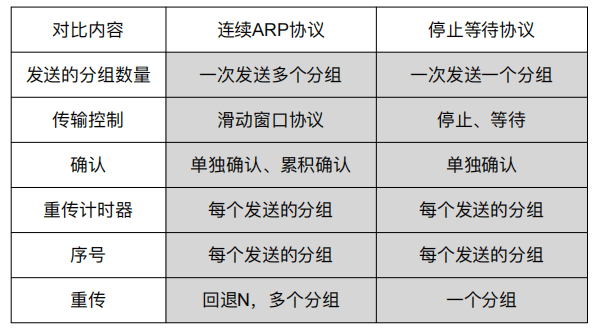 对比内容 连续ARP协议 停止等待协议
发送的分组数量 一次发送多个分组 一次发送一个分组
传输控制 滑动窗口协议 停止、等待
确认 单独确认、累积确认 单独确认
重传计时器 每个发送的分组 每个发送的分组
序号 每个发送的分组 每个发送的分组
重传 回退N，多个分组 一个分组